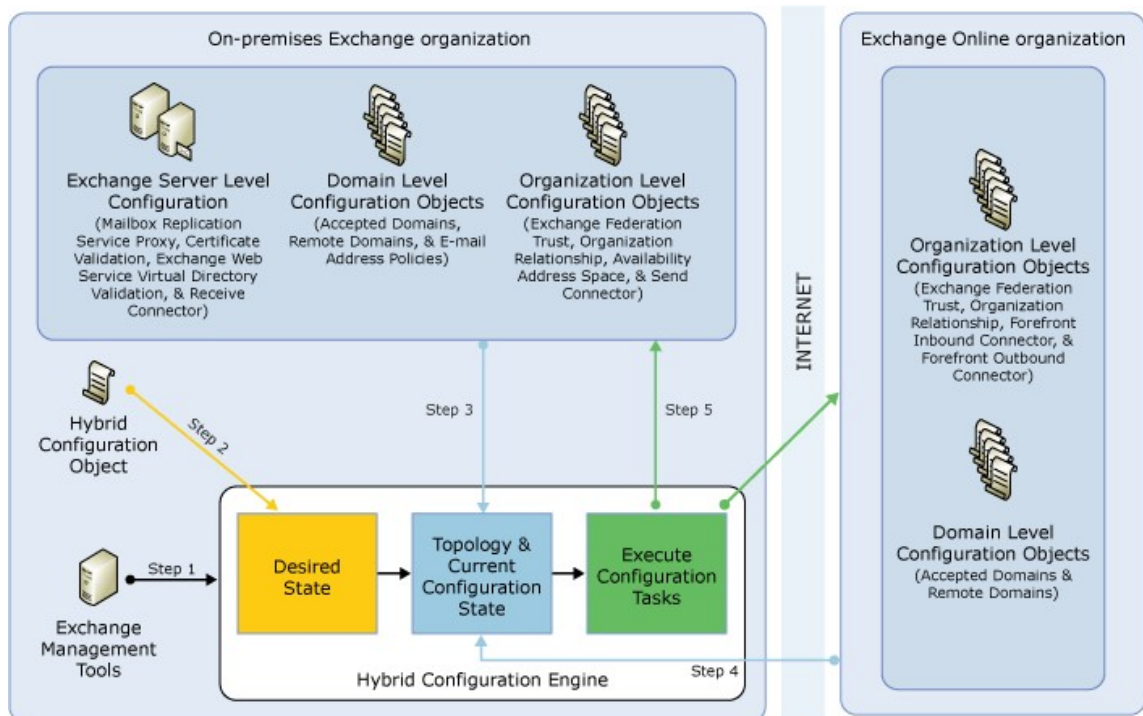 On-premises Exchange organization
Exchange Server Level
Configuration
(Mailbox Replication
Service Proxy, Certificate
Validation, Exchange Web
Service Virtual Directory
Validation, & Receive
Connector)
Domain Level
Configuration Objects
(Accepted Domains,
Remote Domains, & E-mail
Address Policies)
Organization Level
Configuration Objects
(Exchange Federation
Trust, Organization
Relationship, Availability
Address Space, & Send
Connector)
Hybrid
Configuration
Object
Step 2
Step 3
Step 5
Exchange
Management
Tools
Step 1
Desired
State
Topology &
Current
Configuration
State
Execute
Configuration
Tasks
Step 4
Hybrid Configuration Engine
INTERNET
Exchange Online organization
Organization Level
Configuration Objects
(Exchange Federation
Trust, Organization
Relationship, Forefront
Inbound Connector, &
Forefront Outbound
Connector)
Domain Level
Configuration Objects
(Accepted Domains &
Remote Domains)